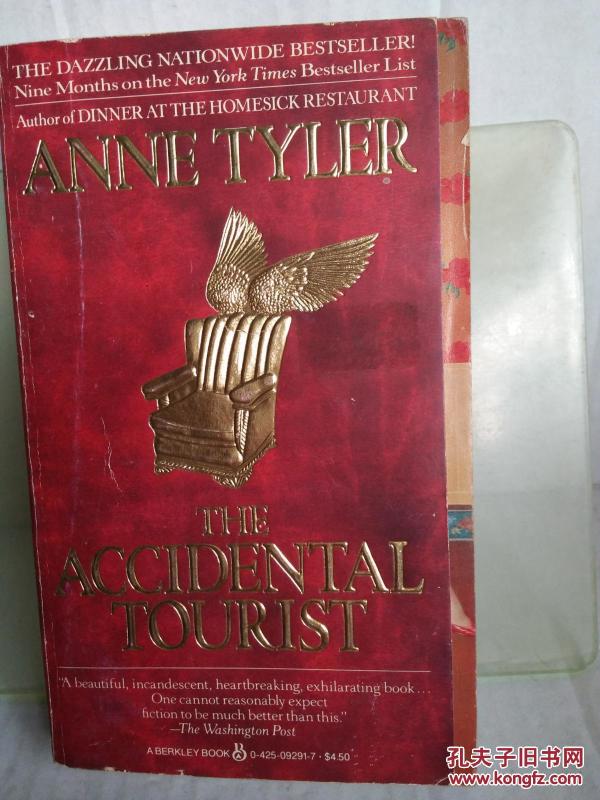 THE DAZZLING NATIONWIDE BESTSELLER!
Nine Months on the New York Times Bestseller List
Author of DINNER AT THE HOMESICK RESTAURANT
ANNE TYLER
THE
ACCIDENTAL
TOURIST
"A beautiful, incandescent, heartbreaking, exhilarating book...
One cannot reasonably expect
fiction to be much better than this."
—The Washington Post
A BERKLEY BOOK B 0-425-09291-7 · $4.50
孔夫子旧书网
www.kongfz.com